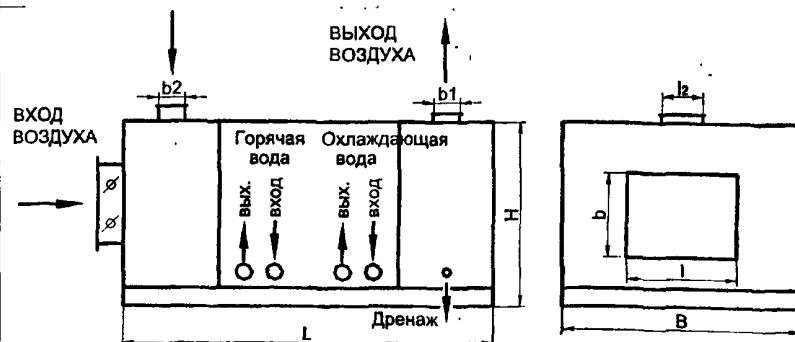 ВЫХОД
ВОЗДУХА
b2
b1
l2
ВХОД
ВОЗДУХА
Горячая
вода
Охлаждающая
вода
вых.
вход
вых.
вход
H
b
l
Дренаж
L
B